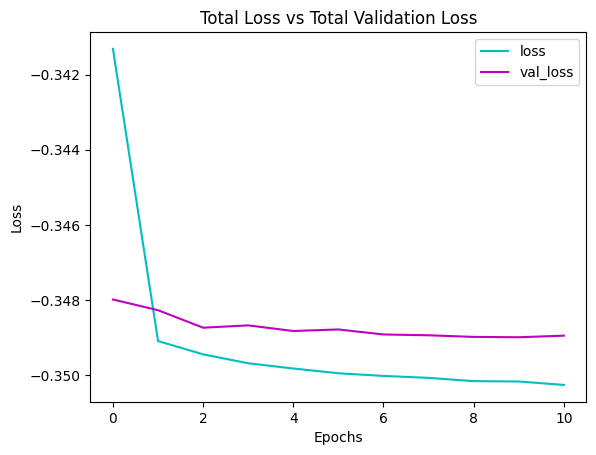 Total Loss vs Total Validation Loss
loss
val_loss
−0.342
−0.344
−0.346
−0.348
−0.350
Loss
0 2 4 6 8 10
Epochs